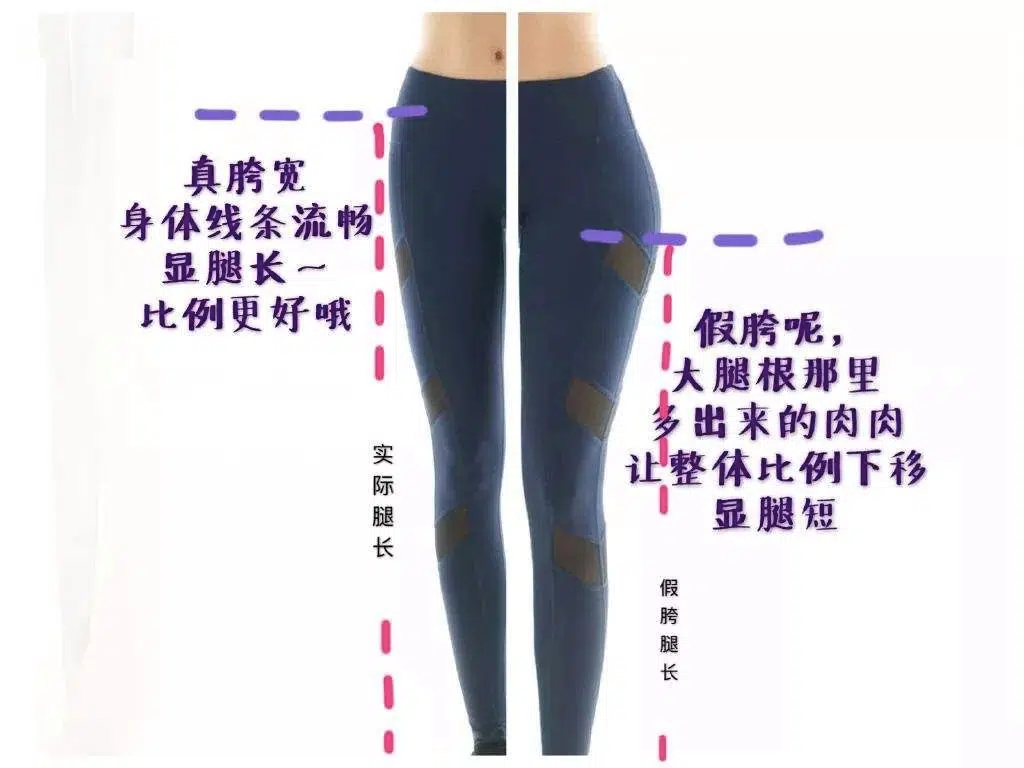 真胯宽
身体线条流畅
显腿长~
比例更好哦
实际腿长
假胯呢，
大腿根那里
多出来的肉肉
让整体比例下移
显腿短
假胯腿长